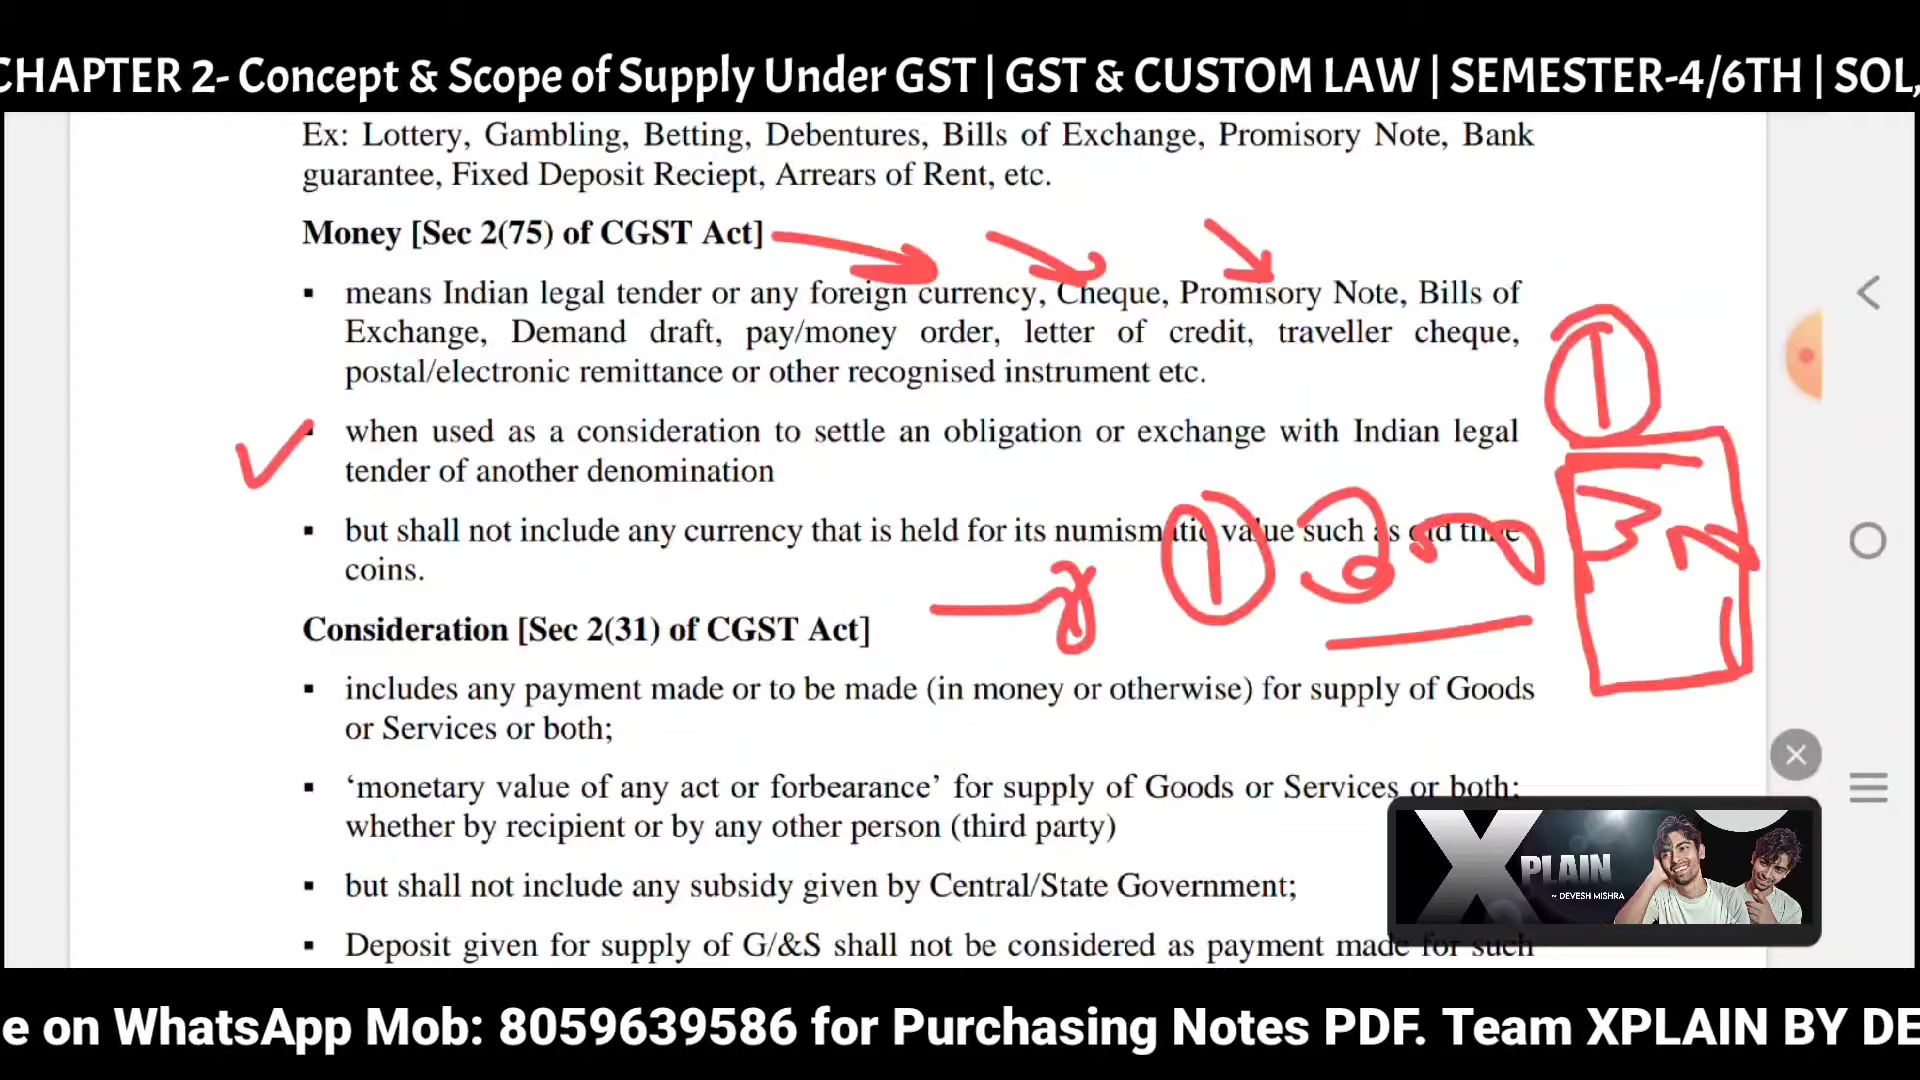 CHAPTER 2- Concept & Scope of Supply Under GST | GST & CUSTOM LAW | SEMESTER-4/6TH | SOL,
Ex: Lottery, Gambling, Betting, Debentures, Bills of Exchange, Promisory Note, Bank
guarantee, Fixed Deposit Reciept, Arrears of Rent, etc.
Money [Sec 2(75) of CGST Act]
▪ means Indian legal tender or any foreign currency, Cheque, Promisory Note, Bills of
Exchange, Demand draft, pay/money order, letter of credit, traveller cheque,
postal/electronic remittance or other recognised instrument etc.
▪ when used as a consideration to settle an obligation or exchange with Indian legal
tender of another denomination
▪ but shall not include any currency that is held for its numismatic value such as old time
coins.
Consideration [Sec 2(31) of CGST Act]
▪ includes any payment made or to be made (in money or otherwise) for supply of Goods
or Services or both;
▪ ‘monetary value of any act or forbearance’ for supply of Goods or Services or both;
whether by recipient or by any other person (third party)
▪ but shall not include any subsidy given by Central/State Government;
▪ Deposit given for supply of G/&S shall not be considered as payment made for such
XPLAIN
~ DEVESH MISHRA
e on WhatsApp Mob: 8059639586 for Purchasing Notes PDF. Team XPLAIN BY DE